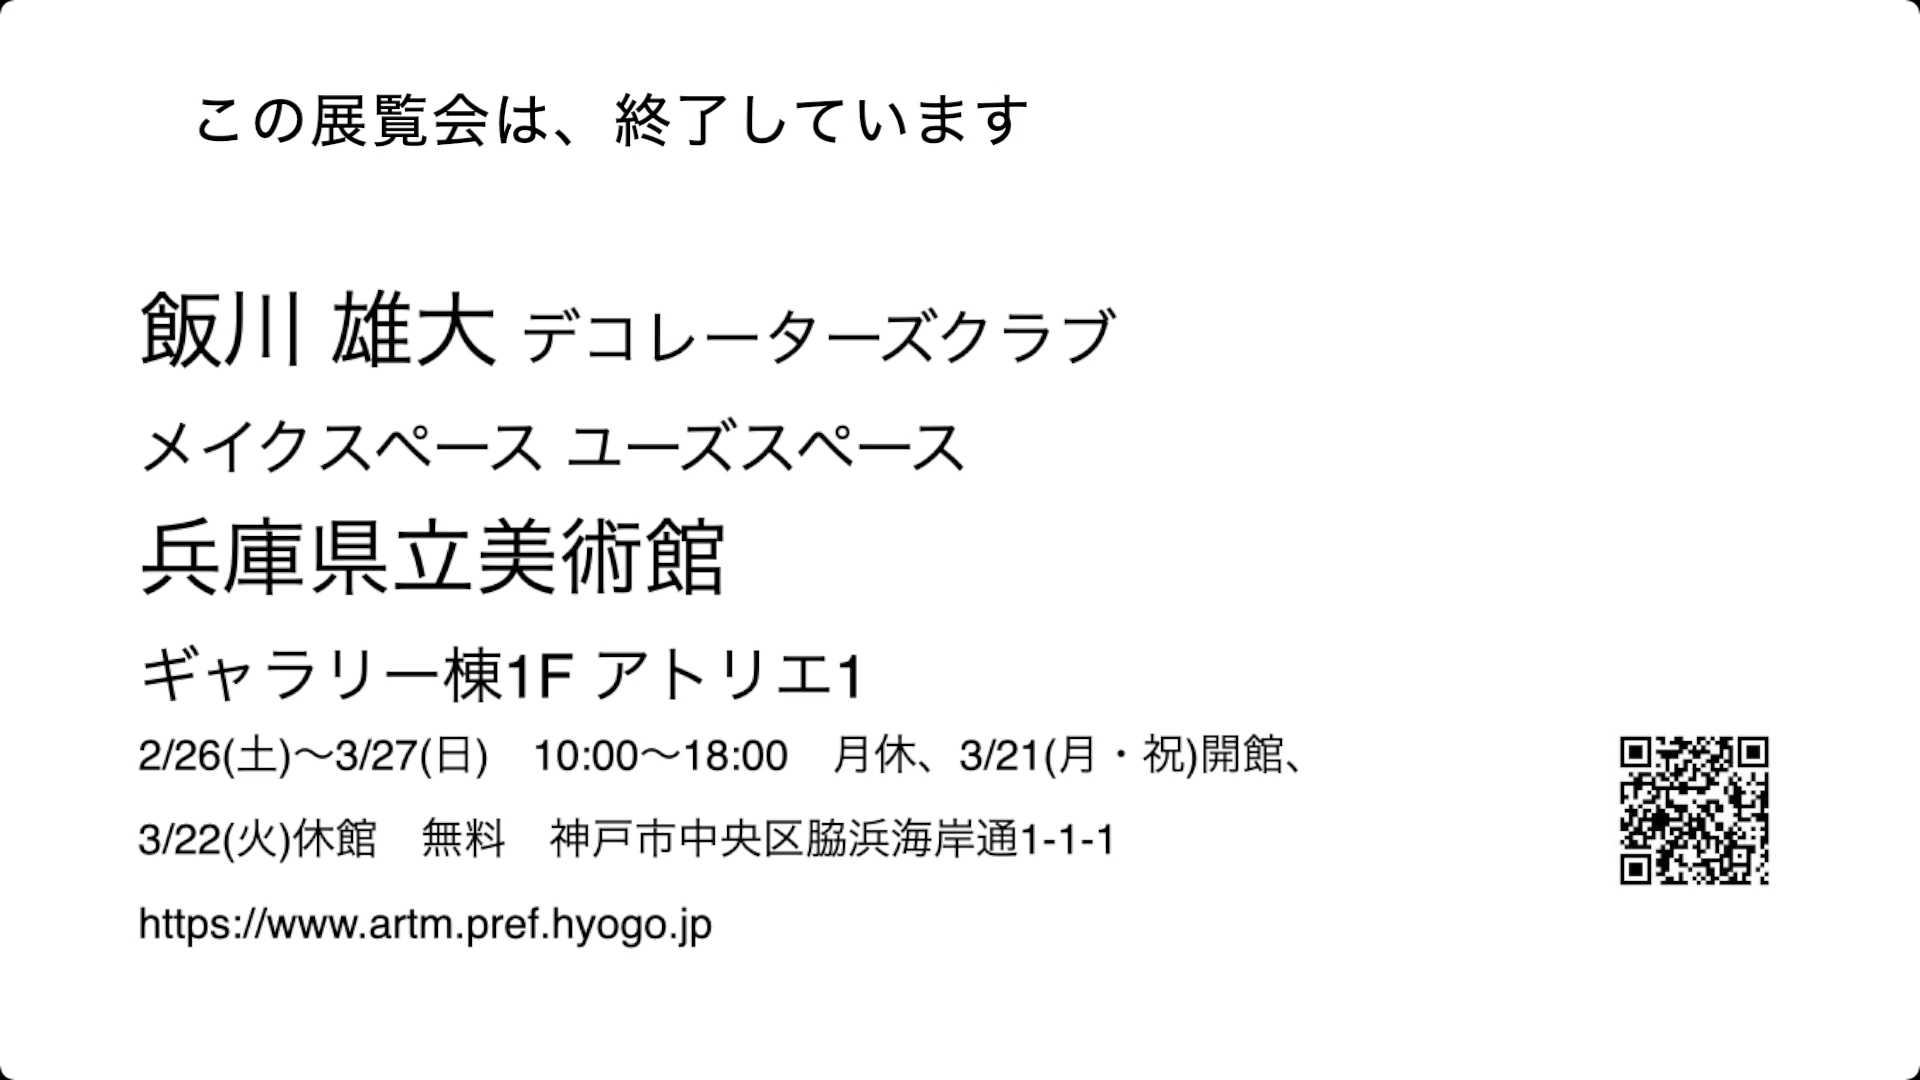 この展覧会は、終了しています
飯川 雄大 デコレーターズクラブ
メイクスペース ユーズスペース
兵庫県立美術館
ギャラリー棟1F アトリエ1
2/26(土)〜3/27(日)　10:00〜18:00　月休、3/21(月・祝)開館、
3/22(火)休館　無料　神戸市中央区脇浜海岸通1-1-1
https://www.artm.pref.hyogo.jp